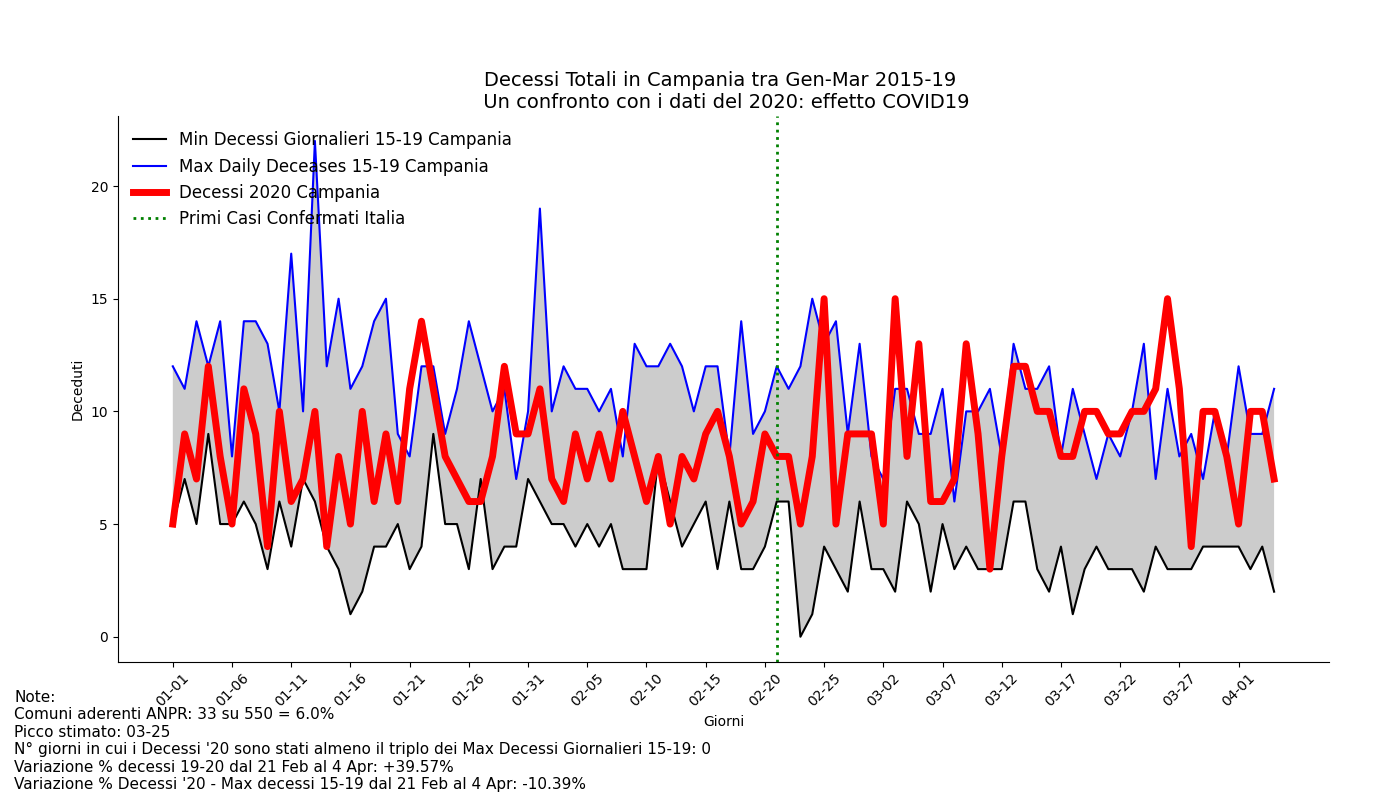 Decessi Totali in Campania tra Gen-Mar 2015-19
Un confronto con i dati del 2020: effetto COVID19
Min Decessi Giornalieri 15-19 Campania
Max Daily Deceases 15-19 Campania
Decessi 2020 Campania
Primi Casi Confermati Italia
Deceduti
20
15
10
5
0
01-01
01-06
01-11
01-16
01-21
01-26
01-31
02-05
02-10
02-15
02-20
02-25
03-02
03-07
03-12
03-17
03-22
03-27
04-01
Giorni
Note:
Comuni aderenti ANPR: 33 su 550 = 6.0%
Picco stimato: 03-25
N° giorni in cui i Decessi '20 sono stati almeno il triplo dei Max Decessi Giornalieri 15-19: 0
Variazione % decessi 19-20 dal 21 Feb al 4 Apr: +39.57%
Variazione % Decessi '20 - Max decessi 15-19 dal 21 Feb al 4 Apr: -10.39%